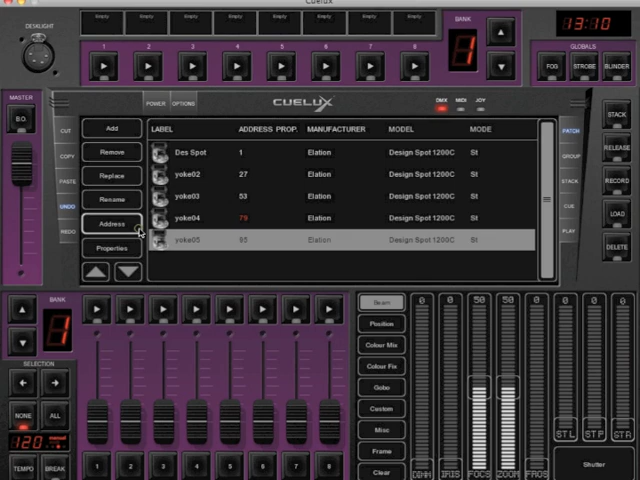 Cuelux
DESKLIGHT
Empty Empty Empty Empty Empty Empty Empty Empty
BANK
1
13:10
1 2 3 4 5 6 7 8
GLOBALS
FOG STROBE BLINDER
MASTER
B.O.
POWER OPTIONS
CUELUX
DMX MIDI JOY
CUT
COPY
PASTE
UNDO
REDO
Add
Remove
Replace
Rename
Address
Properties
LABEL ADDRESS PROP. MANUFACTURER MODEL MODE
Des Spot 1 Elation Design Spot 1200C St
yoke02 27 Elation Design Spot 1200C St
yoke03 53 Elation Design Spot 1200C St
yoke04 79 Elation Design Spot 1200C St
yoke05 95 Elation Design Spot 1200C St
PATCH
GROUP
STACK
CUE
PLAY
STACK
RELEASE
RECORD
LOAD
DELETE
BANK
1
SELECTION
NONE ALL
120
TEMPO BREAK
1 2 3 4 5 6 7 8
Beam
Position
Colour Mix
Colour Fix
Gobo
Custom
Misc
Frame
Clear
0 0 50 50 0 0 0 0
DIMM IRIS FOCS ZOOM FROS STL STP STR
Shutter